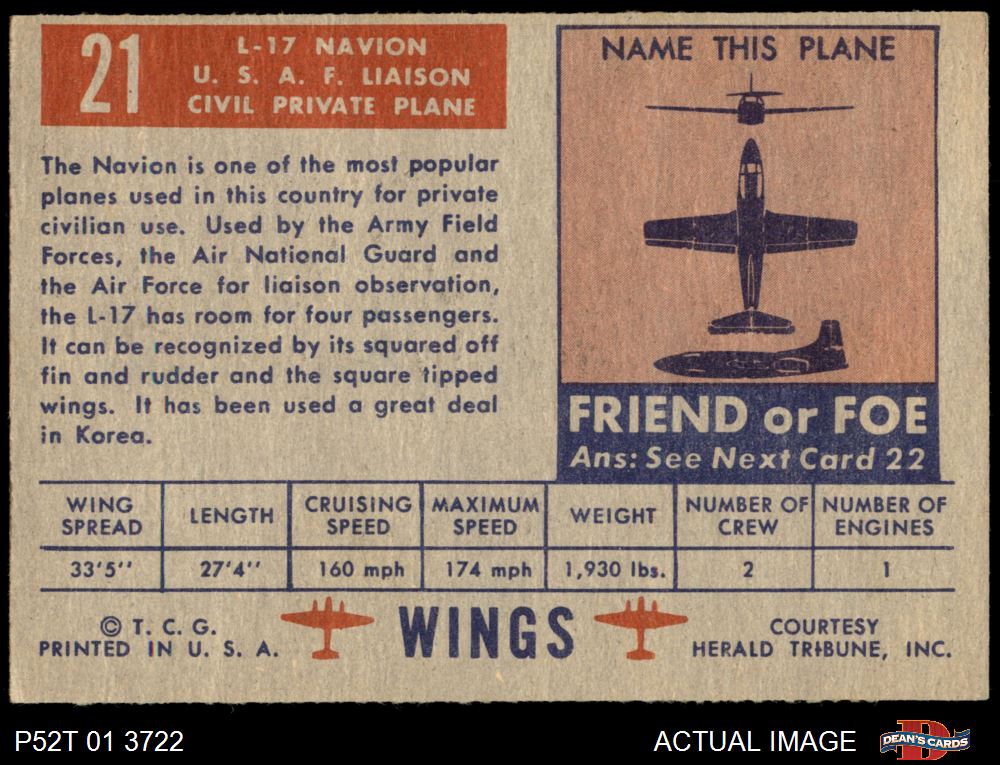 21
L-17 NAVION
U. S. A. F. LIAISON
CIVIL PRIVATE PLANE
The Navion is one of the most popular
planes used in this country for private
civilian use. Used by the Army Field
Forces, the Air National Guard and
the Air Force for liaison observation,
the L-17 has room for four passengers.
It can be recognized by its squared off
fin and rudder and the square tipped
wings. It has been used a great deal
in Korea.
NAME THIS PLANE
FRIEND or FOE
Ans: See Next Card 22
WING SPREAD
LENGTH
CRUISING SPEED
MAXIMUM SPEED
WEIGHT
NUMBER OF CREW
NUMBER OF ENGINES
33'5'' 27'4'' 160 mph 174 mph 1,930 lbs. 2 1
© T. C. G.
PRINTED IN U. S. A.
WINGS
COURTESY
HERALD TRIBUNE, INC.
P52T 01 3722
ACTUAL IMAGE
D
DEAN'S CARDS